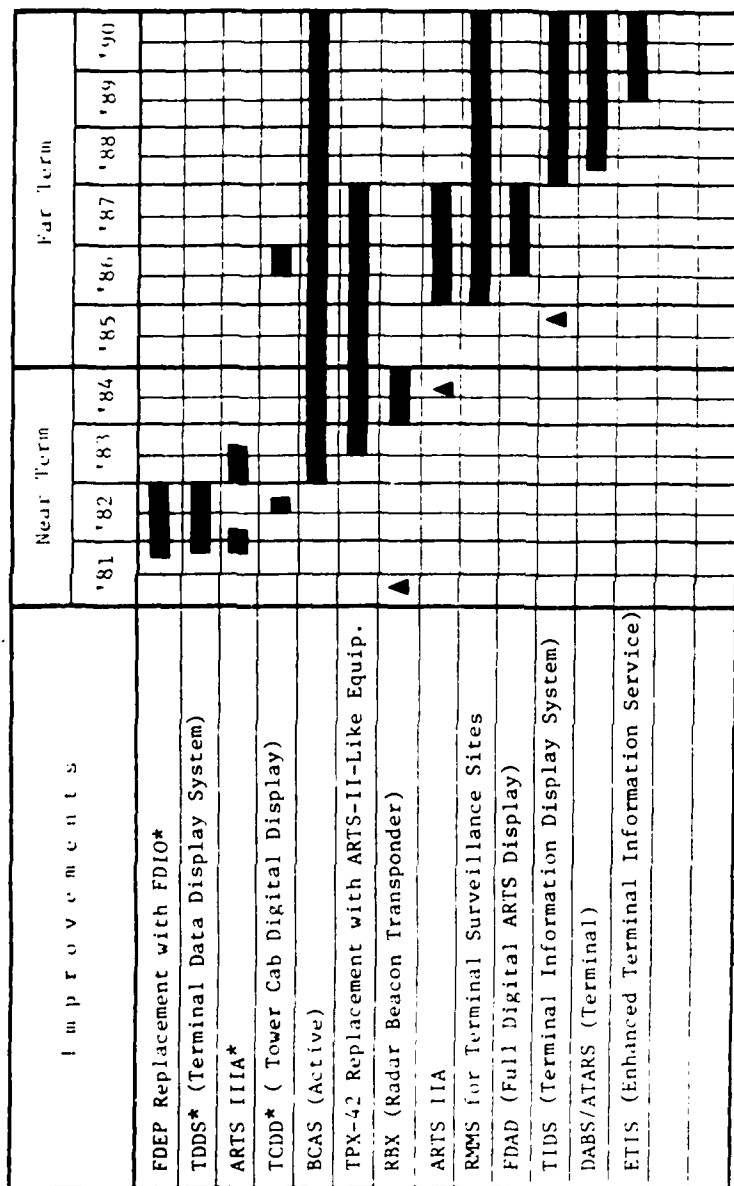 Improvements
Near Term
Far Term
'81 '82 '83 '84 '85 '86 '87 '88 '89 '90
FDEP Replacement with FDIO*
TDDS* (Terminal Data Display System)
ARTS IIIA*
TCDD* ( Tower Cab Digital Display)
BCAS (Active)
TPX-42 Replacement with ARTS-II-Like Equip.
RBX (Radar Beacon Transponder)
ARTS IIA
RMMS for Terminal Surveillance Sites
FDAD (Full Digital ARTS Display)
TIDS (Terminal Information Display System)
DABS/ATARS (Terminal)
ETIS (Enhanced Terminal Information Service)